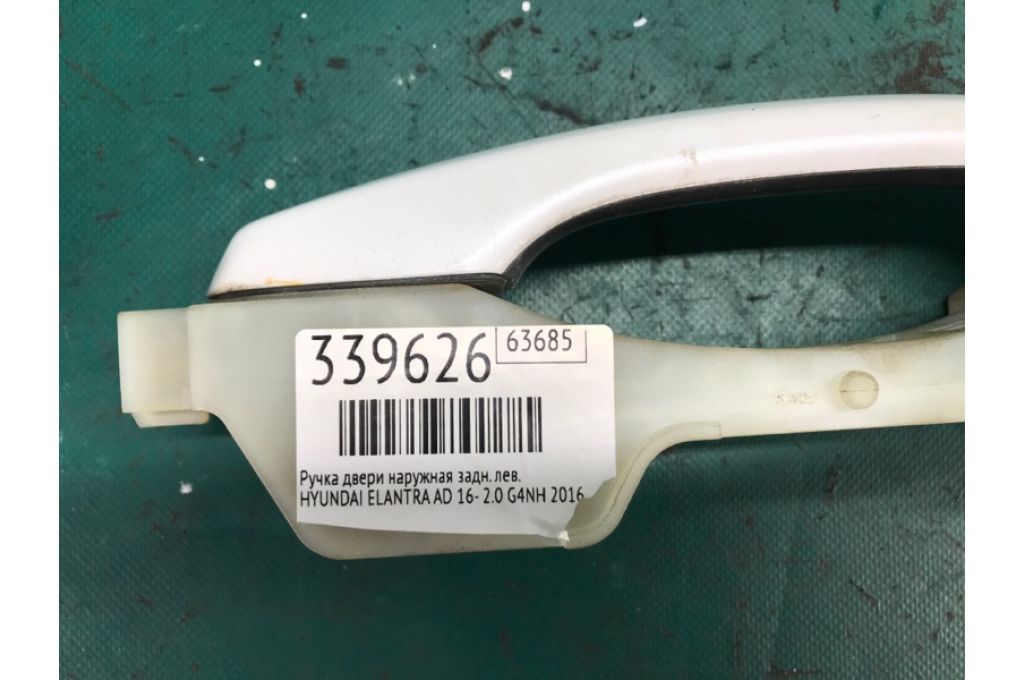 339626
63685
Ручка двери наружная задн. лев.
HYUNDAI ELANTRA AD 16- 2.0 G4NH 2016